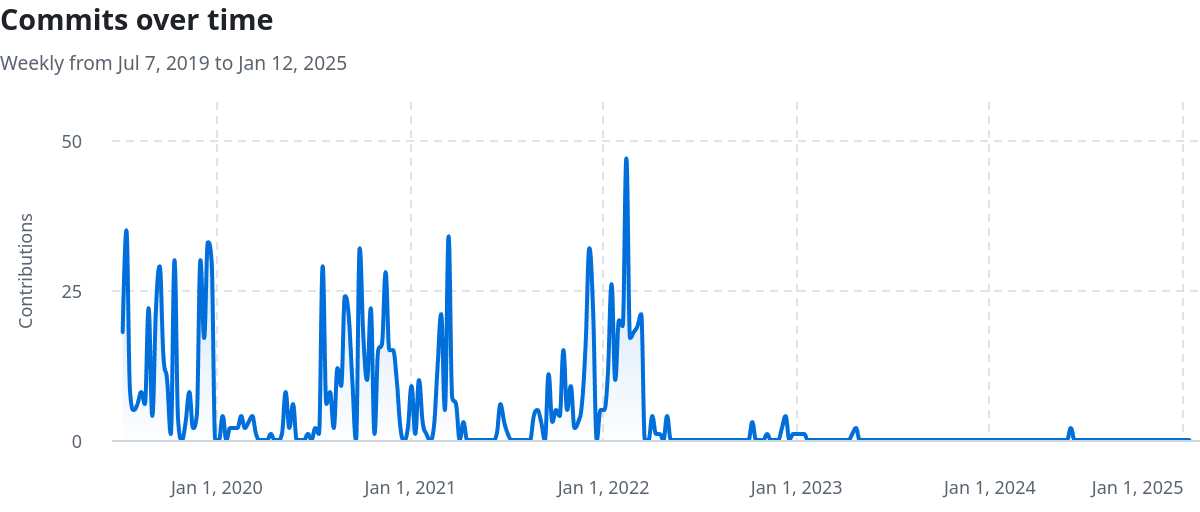 Commits over time
Weekly from Jul 7, 2019 to Jan 12, 2025
50
25
0
Contributions
Jan 1, 2020
Jan 1, 2021
Jan 1, 2022
Jan 1, 2023
Jan 1, 2024
Jan 1, 2025